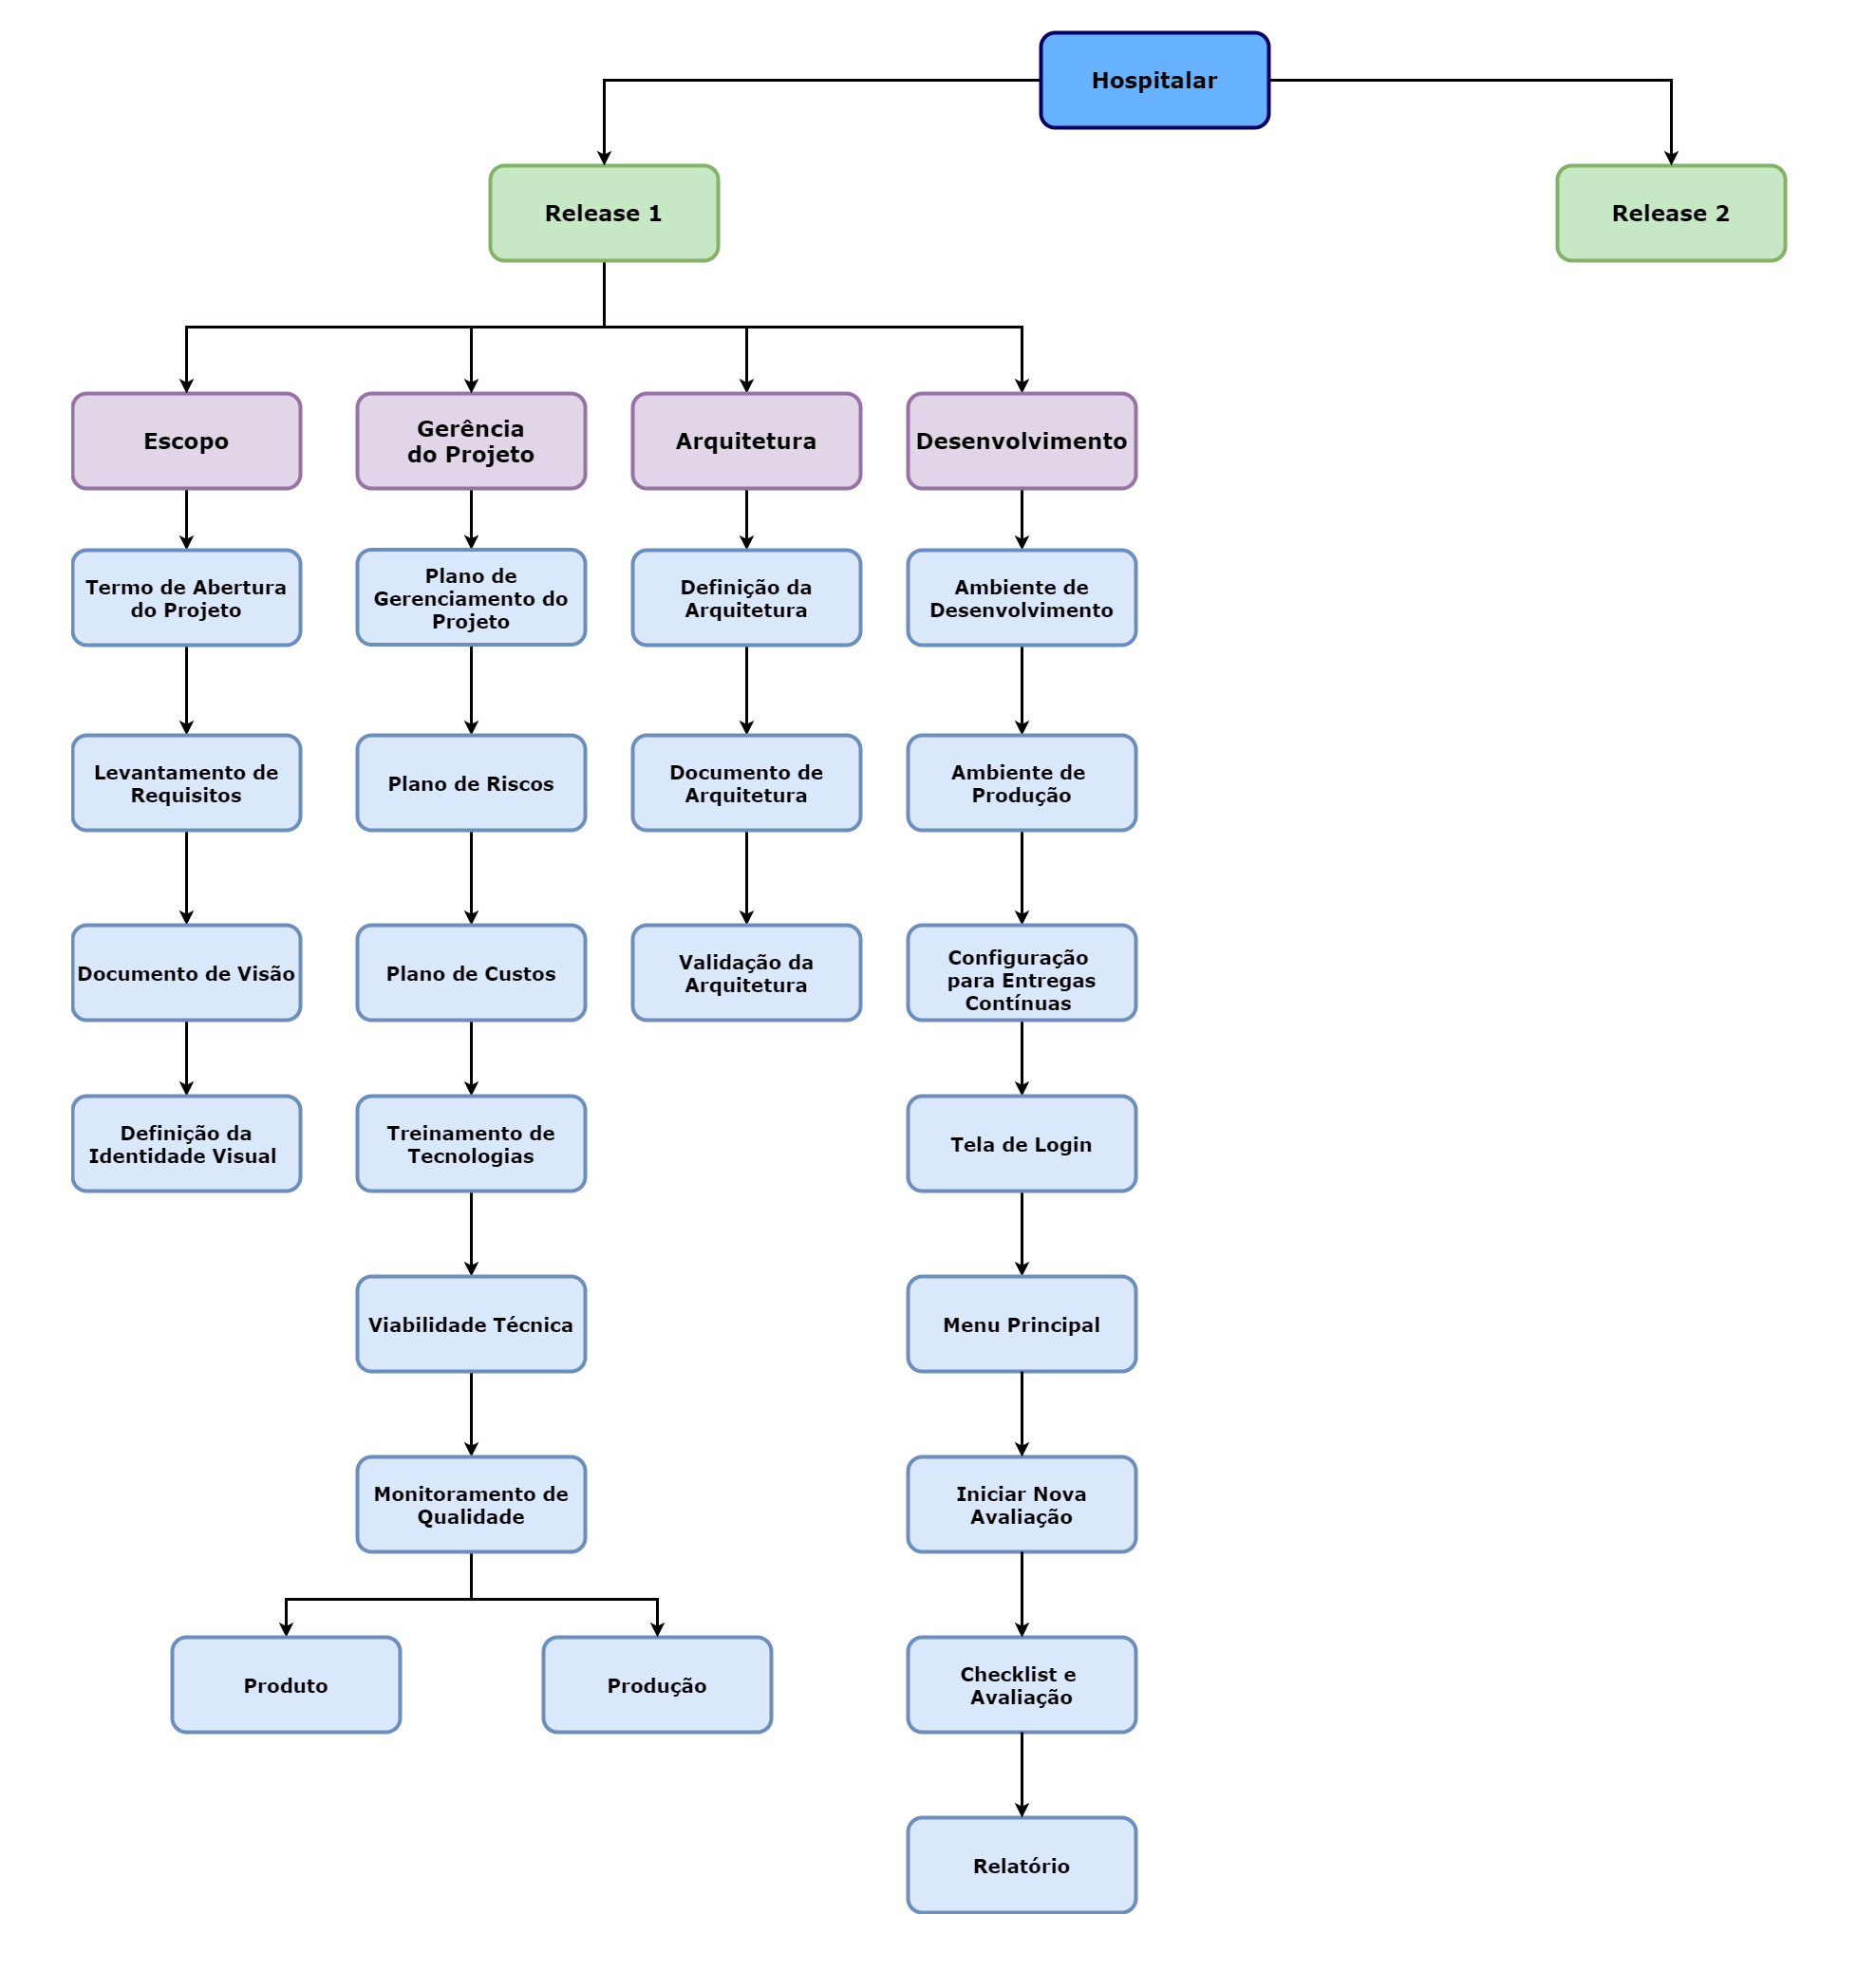 Hospitalar
Release 1
Release 2
Escopo
Gerência
do Projeto
Arquitetura
Desenvolvimento
Termo de Abertura
do Projeto
Plano de
Gerenciamento do
Projeto
Definição da
Arquitetura
Ambiente de
Desenvolvimento
Levantamento de
Requisitos
Plano de Riscos
Documento de
Arquitetura
Ambiente de
Produção
Documento de Visão
Plano de Custos
Validação da
Arquitetura
Configuração
para Entregas
Contínuas
Definição da
Identidade Visual
Treinamento de
Tecnologias
Tela de Login
Viabilidade Técnica
Menu Principal
Monitoramento de
Qualidade
Iniciar Nova
Avaliação
Produto
Produção
Checklist e
Avaliação
Relatório